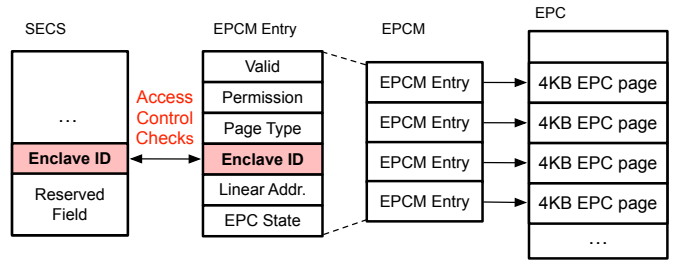 SECS
…
Enclave ID
Reserved
Field
Access
Control
Checks
EPCM Entry
Valid
Permission
Page Type
Enclave ID
Linear Addr.
EPC State
EPCM
EPCM Entry
EPCM Entry
EPCM Entry
EPCM Entry
EPC
4KB EPC page
4KB EPC page
4KB EPC page
4KB EPC page
…